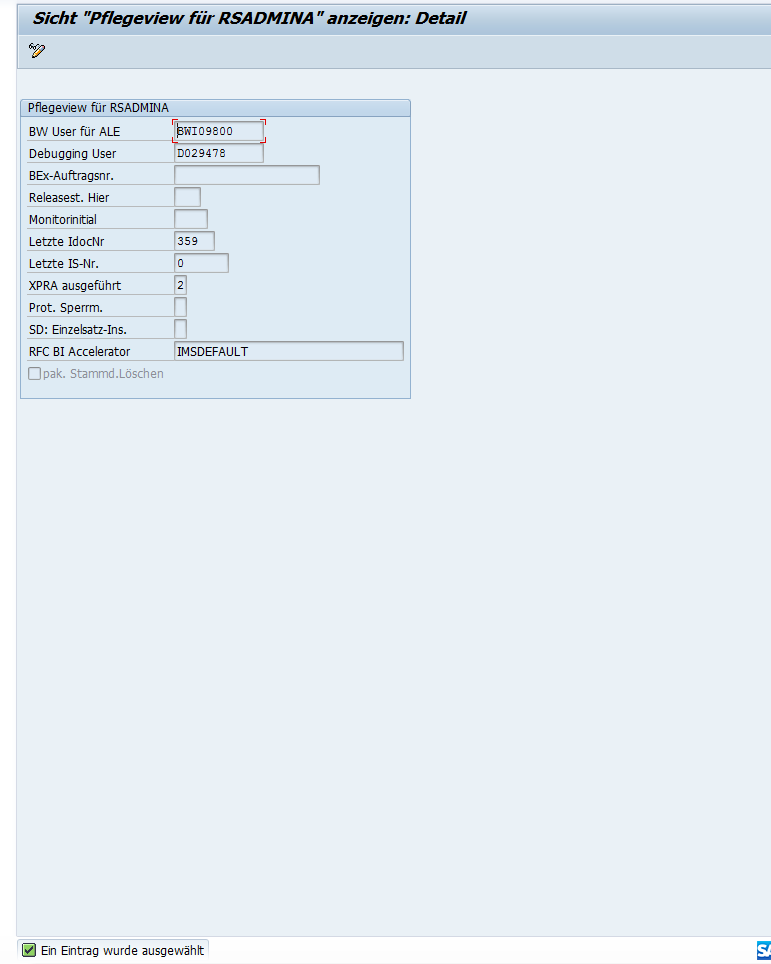 Sicht "Pflegeview für RSADMINA" anzeigen: Detail
Pflegeview für RSADMINA
BW User für ALE BWI09800
Debugging User D029478
BEx-Auftragsnr.
Releasest. Hier
Monitorinitial
Letzte IdocNr 359
Letzte IS-Nr. 0
XPRA ausgeführt 2
Prot. Sperrm.
SD: Einzelsatz-Ins.
RFC BI Accelerator IMSDEFAULT
pak. Stammd.Löschen
Ein Eintrag wurde ausgewählt